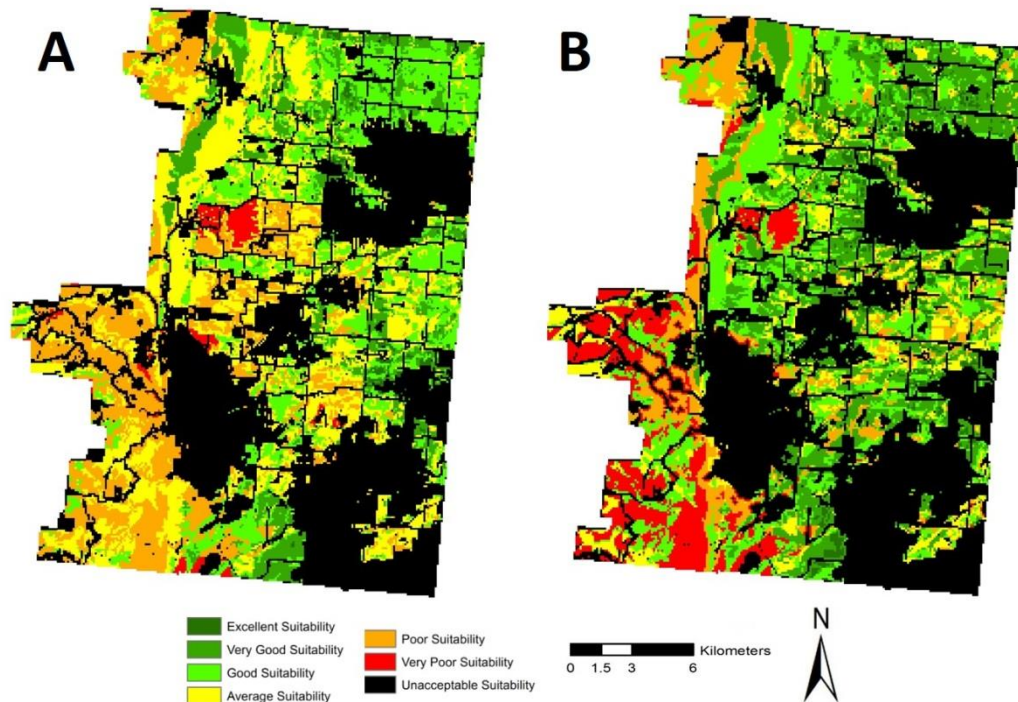 A
B
Excellent Suitability
Very Good Suitability
Good Suitability
Average Suitability
Poor Suitability
Very Poor Suitability
Unacceptable Suitability
Kilometers
0 1.5 3 6
N